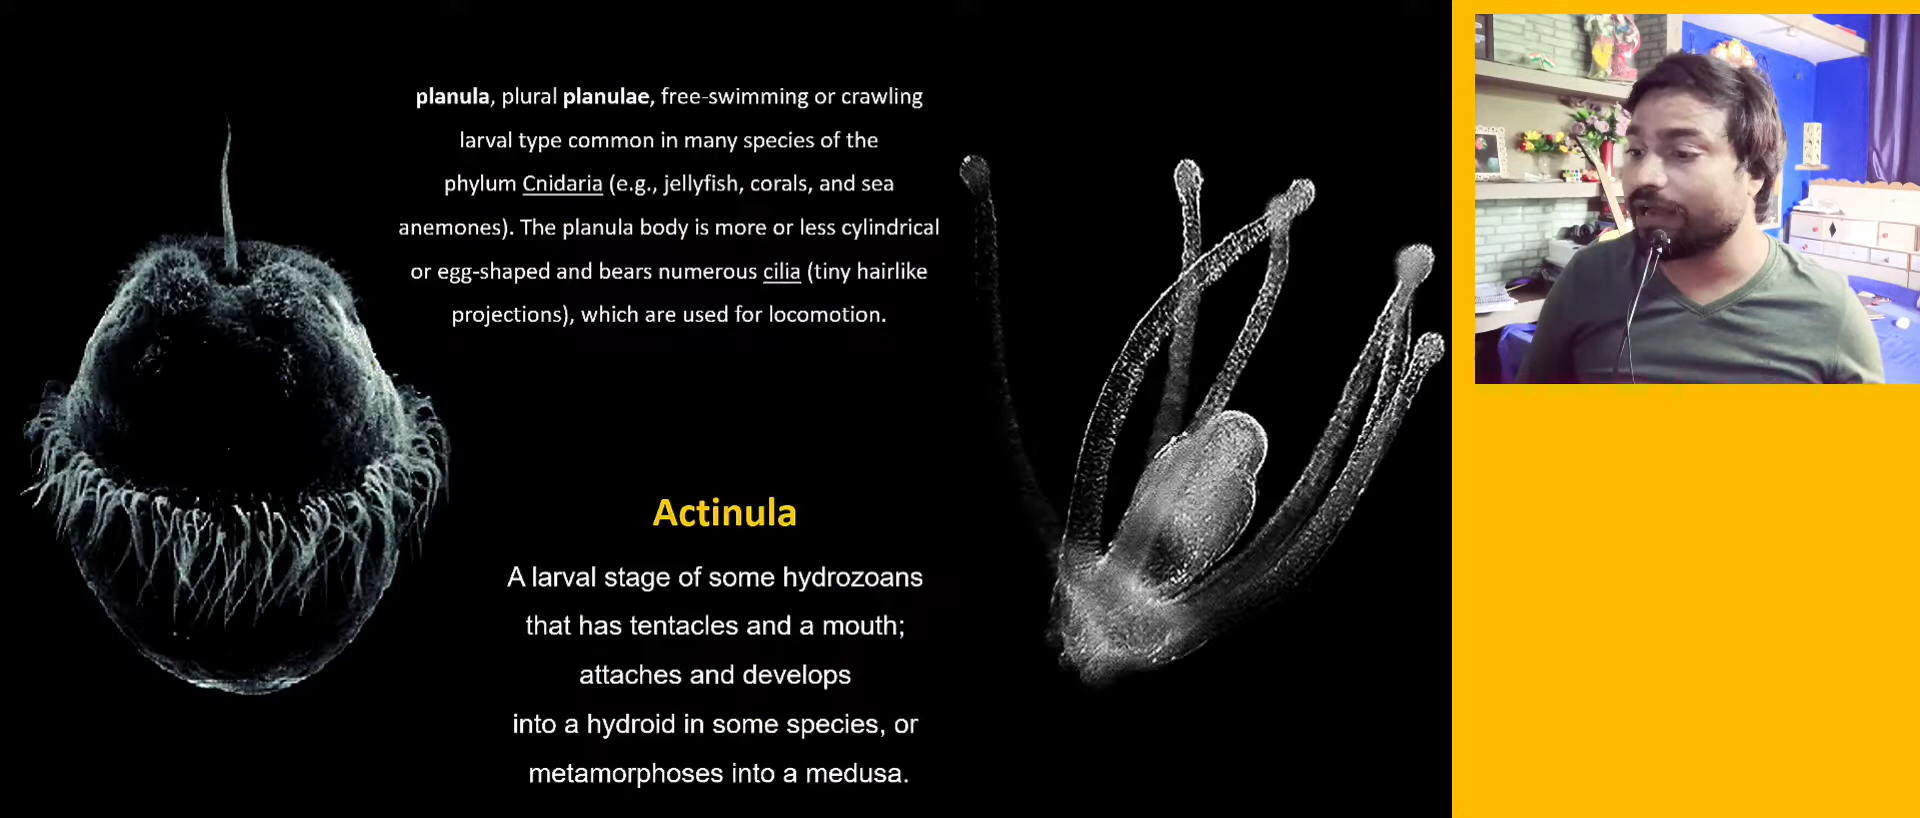 planula, plural planulae, free-swimming or crawling
larval type common in many species of the
phylum Cnidaria (e.g., jellyfish, corals, and sea
anemones). The planula body is more or less cylindrical
or egg-shaped and bears numerous cilia (tiny hairlike
projections), which are used for locomotion.
Actinula
A larval stage of some hydrozoans
that has tentacles and a mouth;
attaches and develops
into a hydroid in some species, or
metamorphoses into a medusa.